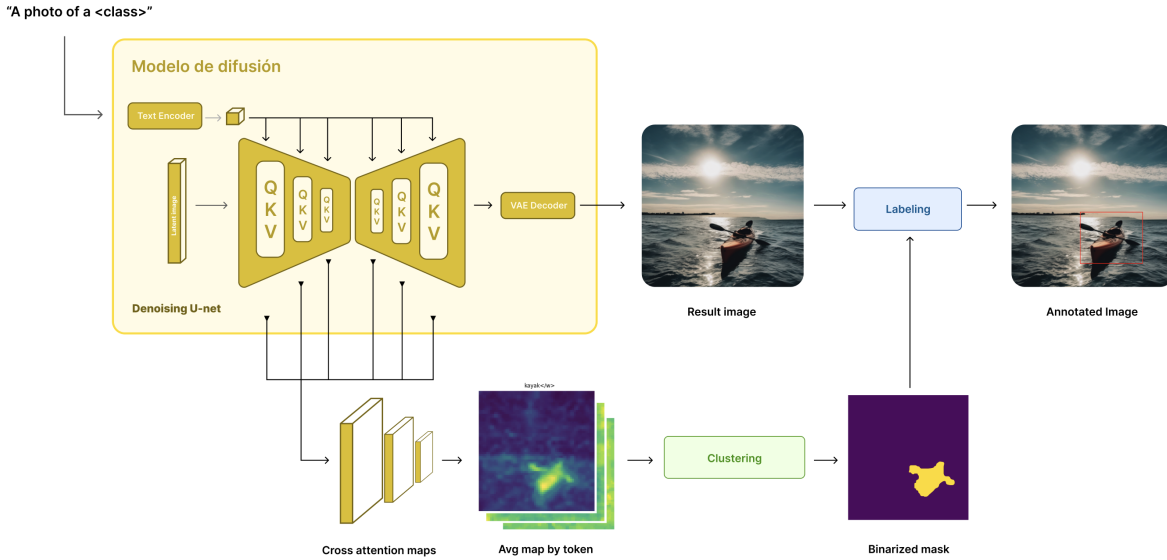 “A photo of a <class>”
Modelo de difusión
Text Encoder
Latent Image
Q
K
V
Q
K
V
Q
K
V
Q
K
V
Q
K
V
Q
K
V
VAE Decoder
Denoising U-net
Result image
Labeling
Annotated Image
kayak</w>
Clustering
Cross attention maps
Avg map by token
Binarized mask